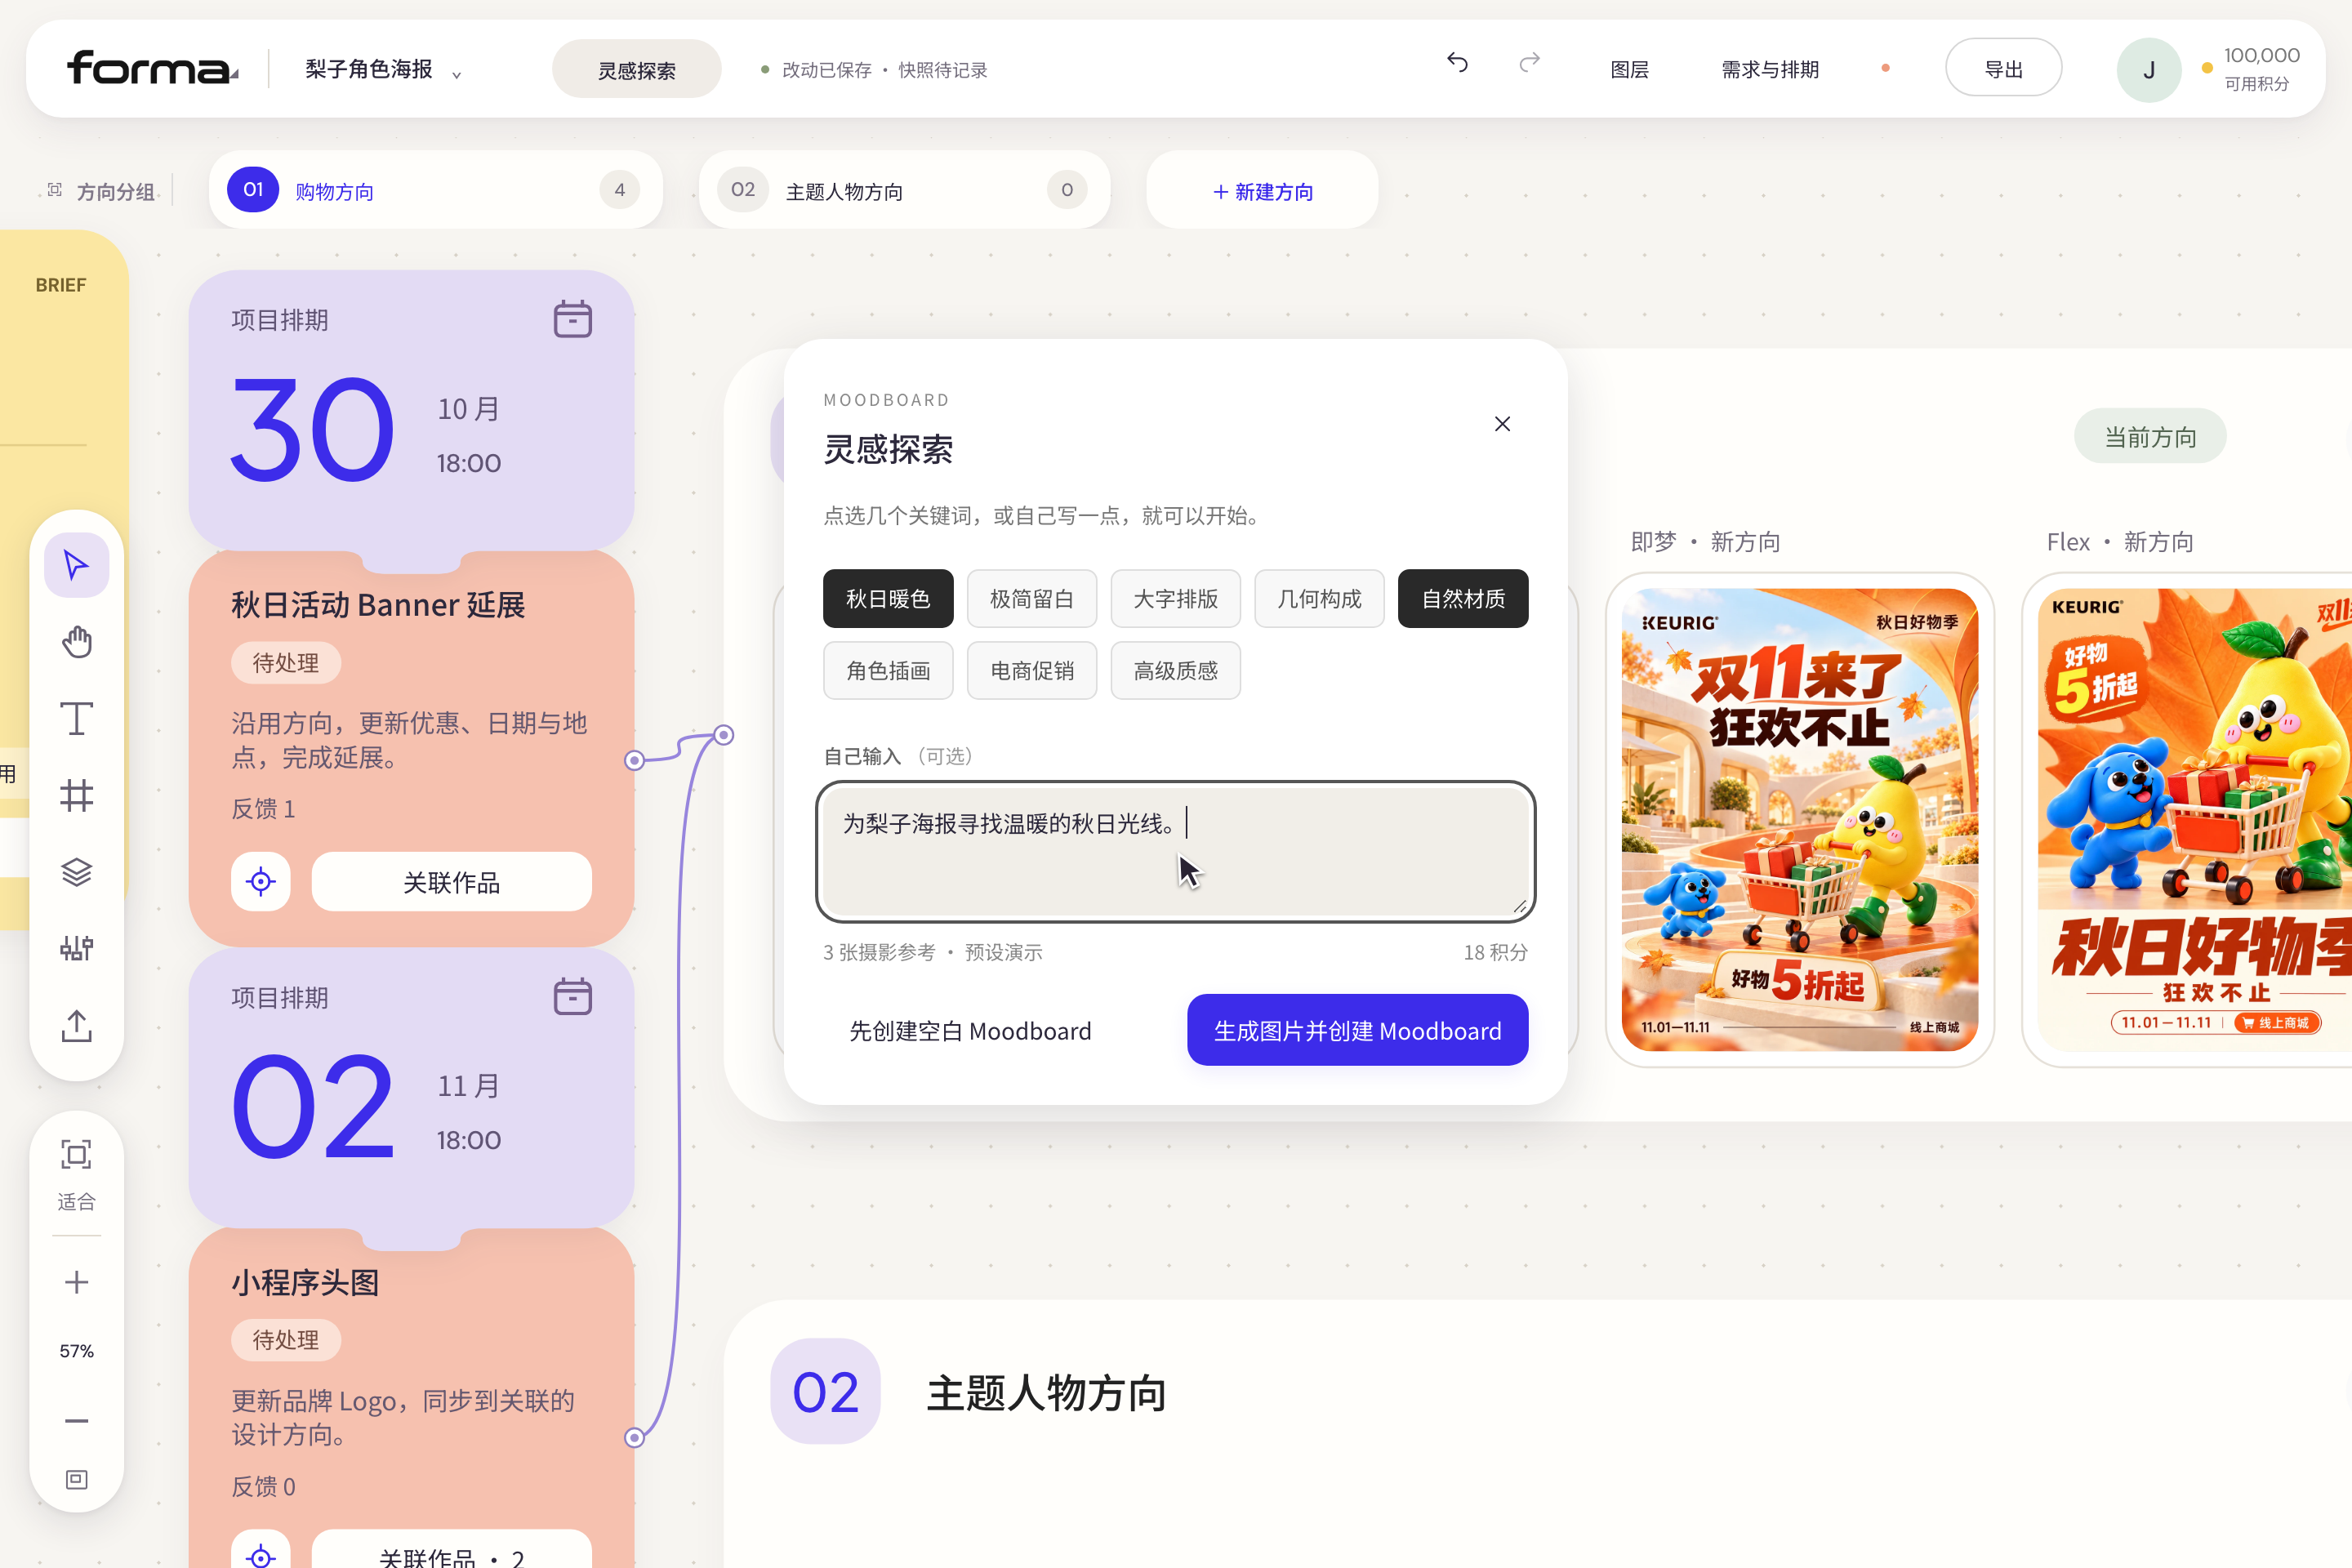 forma
梨子角色海报
灵感探索
改动已保存 · 快照待记录
图层
需求与排期
导出
J
100,000
可用积分
方向分组
01 购物方向 4
02 主题人物方向 0
+ 新建方向
BRIEF
用
适合
57%
项目排期
30
10 月
18:00
秋日活动 Banner 延展
待处理
沿用方向，更新优惠、日期与地
点，完成延展。
反馈 1
关联作品
项目排期
02
11 月
18:00
小程序头图
待处理
更新品牌 Logo，同步到关联的
设计方向。
反馈 0
关联作品 · 2
MOODBOARD
灵感探索
点选几个关键词，或自己写一点，就可以开始。
秋日暖色 极简留白 大字排版 几何构成 自然材质
角色插画 电商促销 高级质感
自己输入 （可选）
为梨子海报寻找温暖的秋日光线。
3 张摄影参考 · 预设演示
18 积分
先创建空白 Moodboard
生成图片并创建 Moodboard
当前方向
即梦 · 新方向
KEURIG
秋日好物季
双11来了
狂欢不止
好物5折起
11.01—11.11
线上商城
Flex · 新方向
KEURIG
双11
好物
5折起
秋日好物季
狂欢不止
11.01—11.11
线上商城
02
主题人物方向